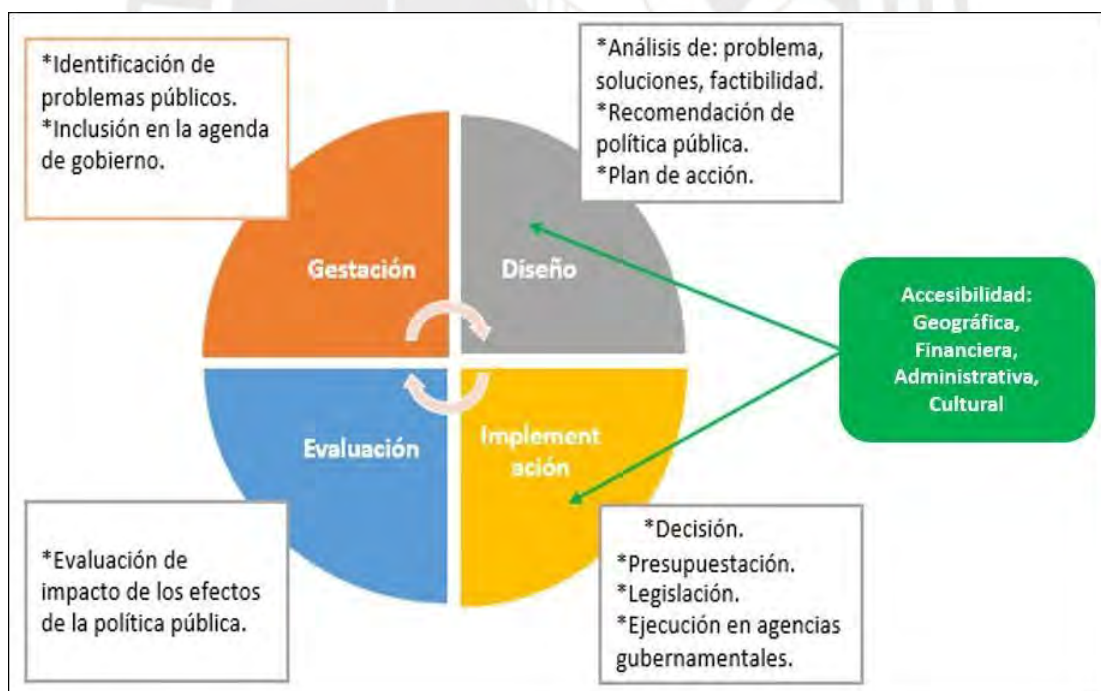 *Identificación de
problemas públicos.
*Inclusión en la agenda
de gobierno.
*Análisis de: problema,
soluciones, factibilidad.
*Recomendación de
política pública.
*Plan de acción.
Gestación
Diseño
Accesibilidad:
Geográfica,
Financiera,
Administrativa,
Cultural
Evaluación
Implement
ación
*Evaluación de
impacto de los efectos
de la política pública.
*Decisión.
*Presupuestación.
*Legislación.
*Ejecución en agencias
gubernamentales.